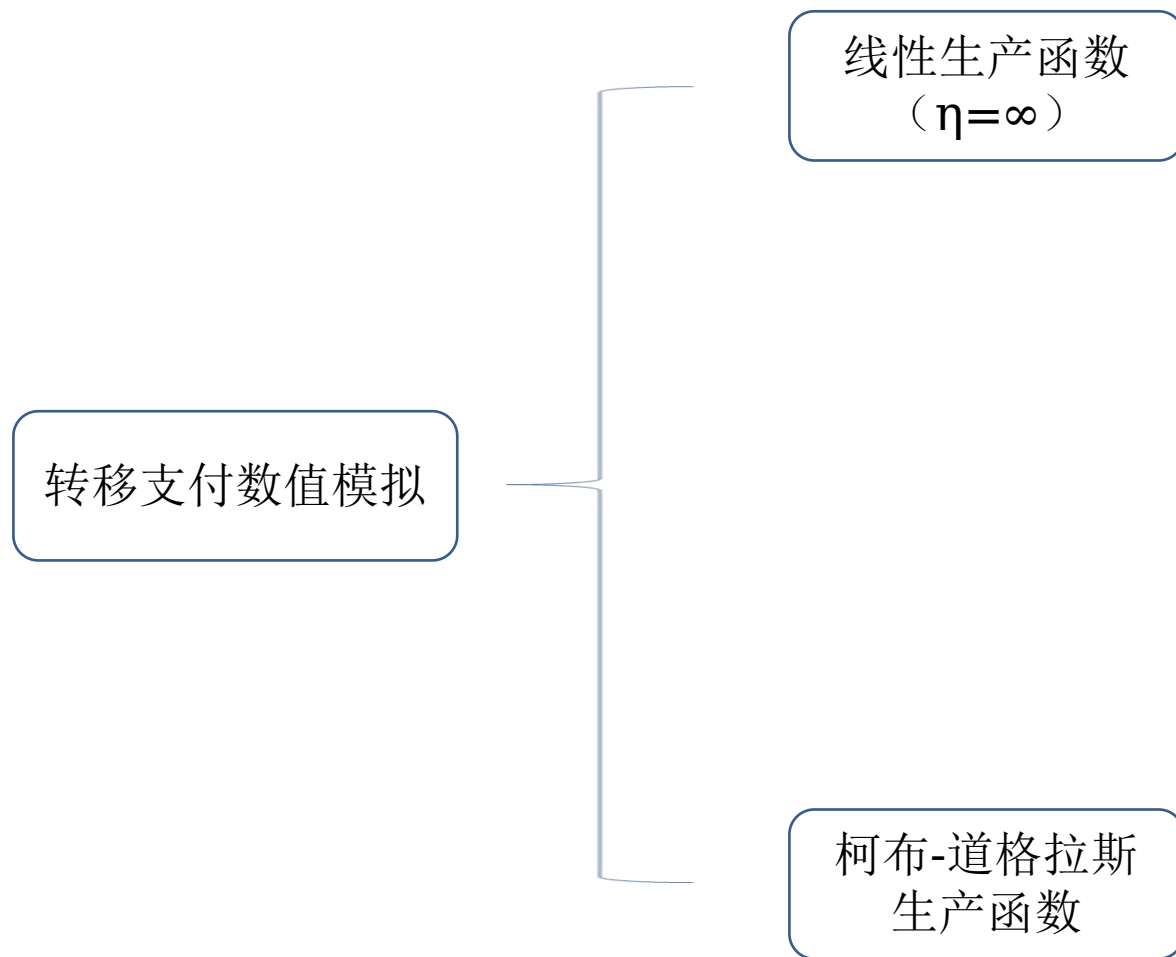 线性生产函数
（η=∞）
转移支付数值模拟
柯布-道格拉斯
生产函数